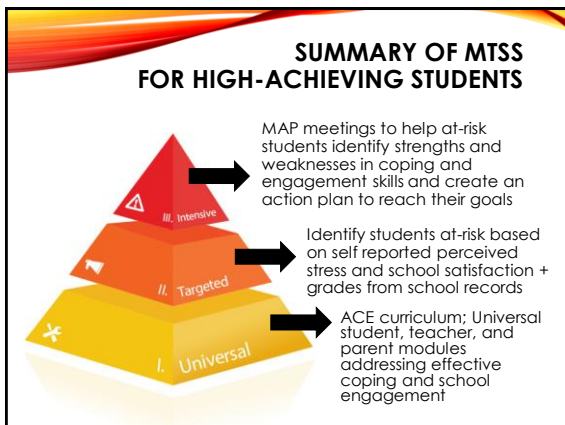 SUMMARY OF MTSS
FOR HIGH-ACHIEVING STUDENTS
MAP meetings to help at-risk
students identify strengths and
weaknesses in coping and
engagement skills and create an
action plan to reach their goals
III. Intensive
Identify students at-risk based
on self reported perceived
stress and school satisfaction +
grades from school records
II. Targeted
ACE curriculum; Universal
student, teacher, and
parent modules
addressing effective
coping and school
engagement
I. Universal